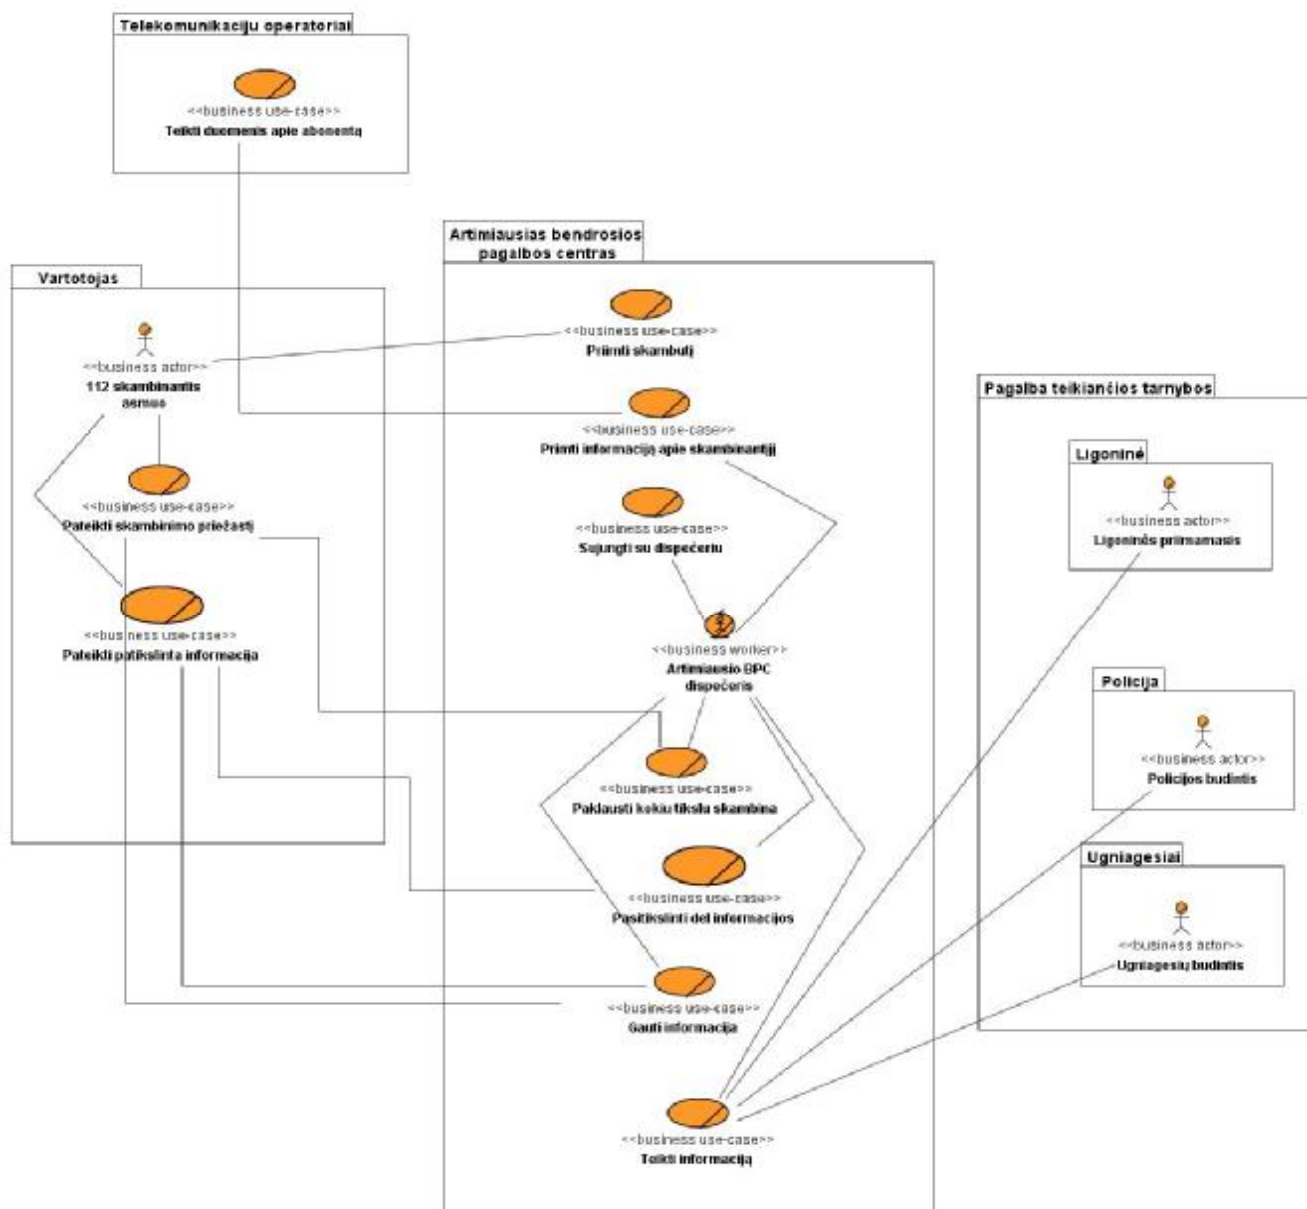 Telekomunikaciju operatoriai
<<business use-case>>
Teikti duomenis apie abonentą
Artimiausias bendrosios
pagalbos centras
Vartotojas
<<business actor>>
112 skambinantis
asmuo
<<business use-case>>
Pateikti skambinimo priežastį
<<business use-case>>
Pateikti patikslinta informacija
<<business use-case>>
Priimti skambutį
<<business use-case>>
Priimti informaciją apie skambinantįjį
<<business use-case>>
Sujungti su dispečeriu
<<business worker>>
Artimiausio BPC
dispečeris
<<business use-case>>
Paklausti kokiu tikslu skambina
<<business use-case>>
Pasitikslinti del informacijos
<<business use-case>>
Gauti informacija
<<business use-case>>
Teikti informaciją
Pagalba teikiančios tarnybos
Ligoninė
<<business actor>>
Ligoninės priimamasis
Policija
<<business actor>>
Policijos budintis
Ugniagesiai
<<business actor>>
Ugniagesių budintis